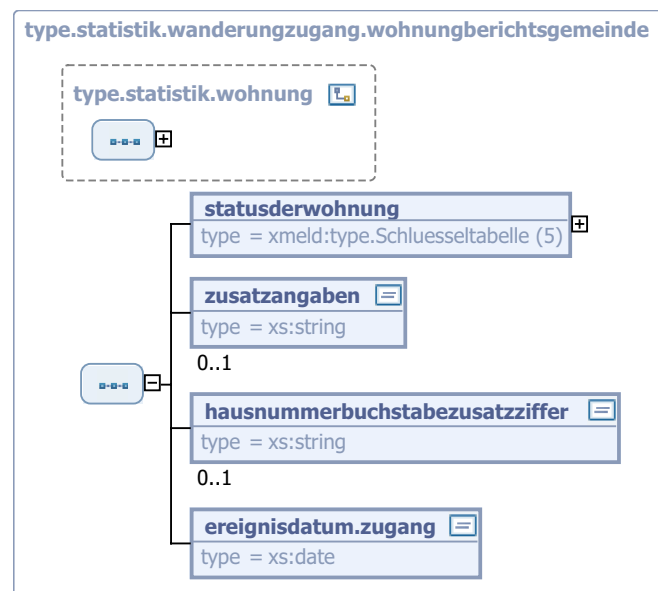 type.statistik.wanderungzugang.wohnungberichtsgemeinde
type.statistik.wohnung
statusderwohnung
type = xmeld:type.Schluesseltabelle (5)
zusatzangaben
type = xs:string
0..1
hausnummerbuchstabezusatzziffer
type = xs:string
0..1
ereignisdatum.zugang
type = xs:date